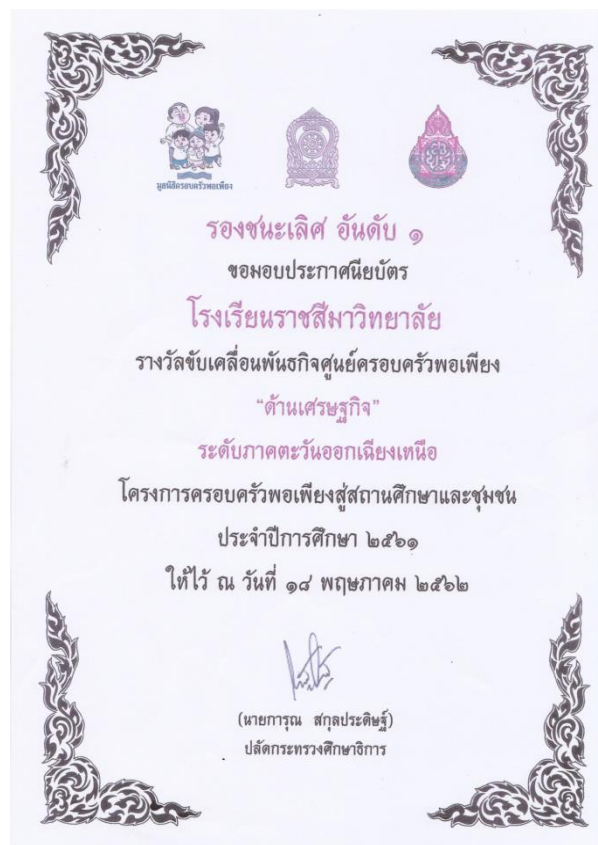 มูลนิธิครอบครัวพอเพียง
รองชนะเลิศ อันดับ ๑
ขอมอบประกาศนียบัตร
โรงเรียนราชสีมาวิทยาลัย
รางวัลขับเคลื่อนพันธกิจศูนย์ครอบครัวพอเพียง
“ด้านเศรษฐกิจ”
ระดับภาคตะวันออกเฉียงเหนือ
โครงการครอบครัวพอเพียงสู่สถานศึกษาและชุมชน
ประจำปีการศึกษา ๒๕๖๑
ให้ไว้ ณ วันที่ ๑๘ พฤษภาคม ๒๕๖๒
(นายการุณ สกุลประดิษฐ์)
ปลัดกระทรวงศึกษาธิการ